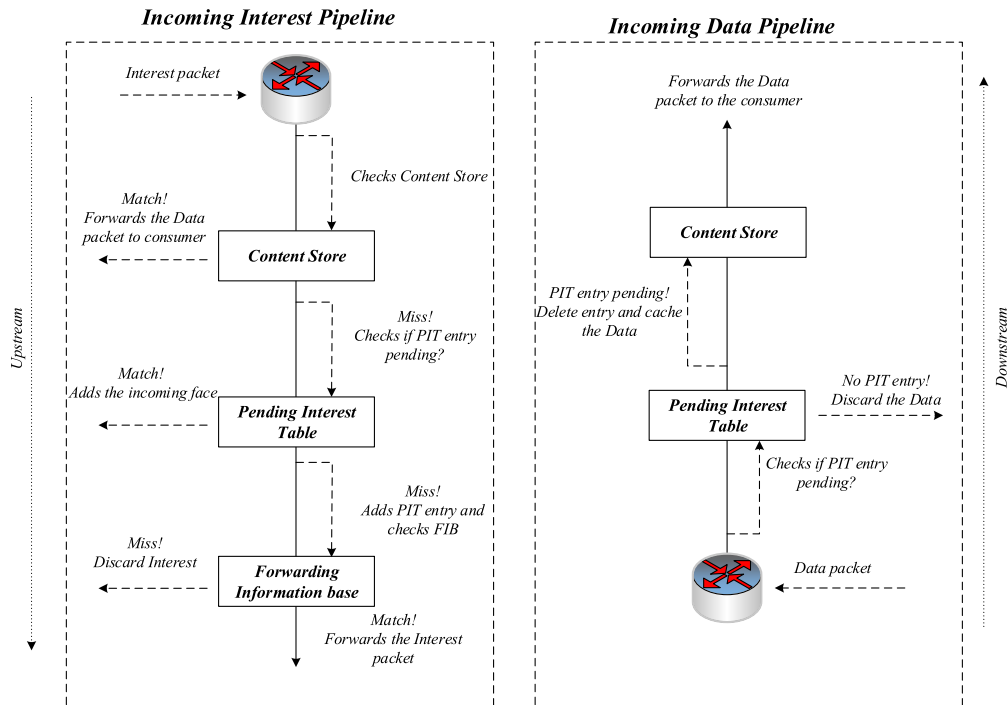 Incoming Interest Pipeline
Interest packet
Checks Content Store
Match!
Forwards the Data
packet to consumer
Content Store
Miss!
Checks if PIT entry
pending?
Match!
Adds the incoming face
Pending Interest
Table
Miss!
Adds PIT entry and
checks FIB
Miss!
Discard Interest
Forwarding
Information base
Match!
Forwards the Interest
packet
Upstream
Incoming Data Pipeline
Forwards the Data
packet to the consumer
Content Store
PIT entry pending!
Delete entry and cache
the Data
No PIT entry!
Discard the Data
Pending Interest
Table
Checks if PIT entry
pending?
Data packet
Downstream